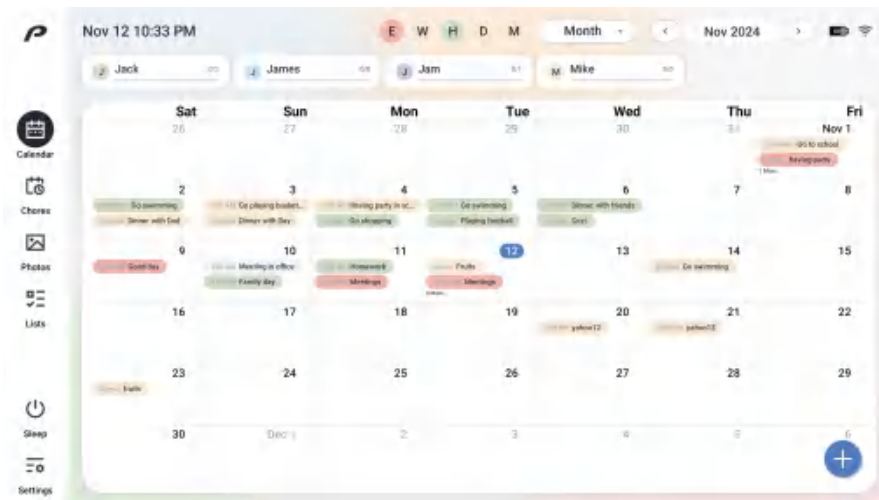 Nov 12 10:33 PM E W H D M Month Nov 2024
J Jack J James J Jam M Mike
Sat Sun Mon Tue Wed Thu Fri
26 27 28 29 30 31 Nov 1
Go to school
having party
Calendar
2 3 4 5 6 7 8
Go swimming Go playing basket... Having party in sc... Go swimming Dinner with friends
Dinner with Dad Dinner with Day Go shopping Playing football
Chores
9 10 11 12 13 14 15
Good day Meeting in office Homework Fruits Go swimming
Family day Meetings Meetings
Photos
Lists
16 17 18 19 20 21 22
yahoo12 yahoo12
23 24 25 26 27 28 29
fruits
Sleep
30 Dec 1 2 3 4 5 6
Settings